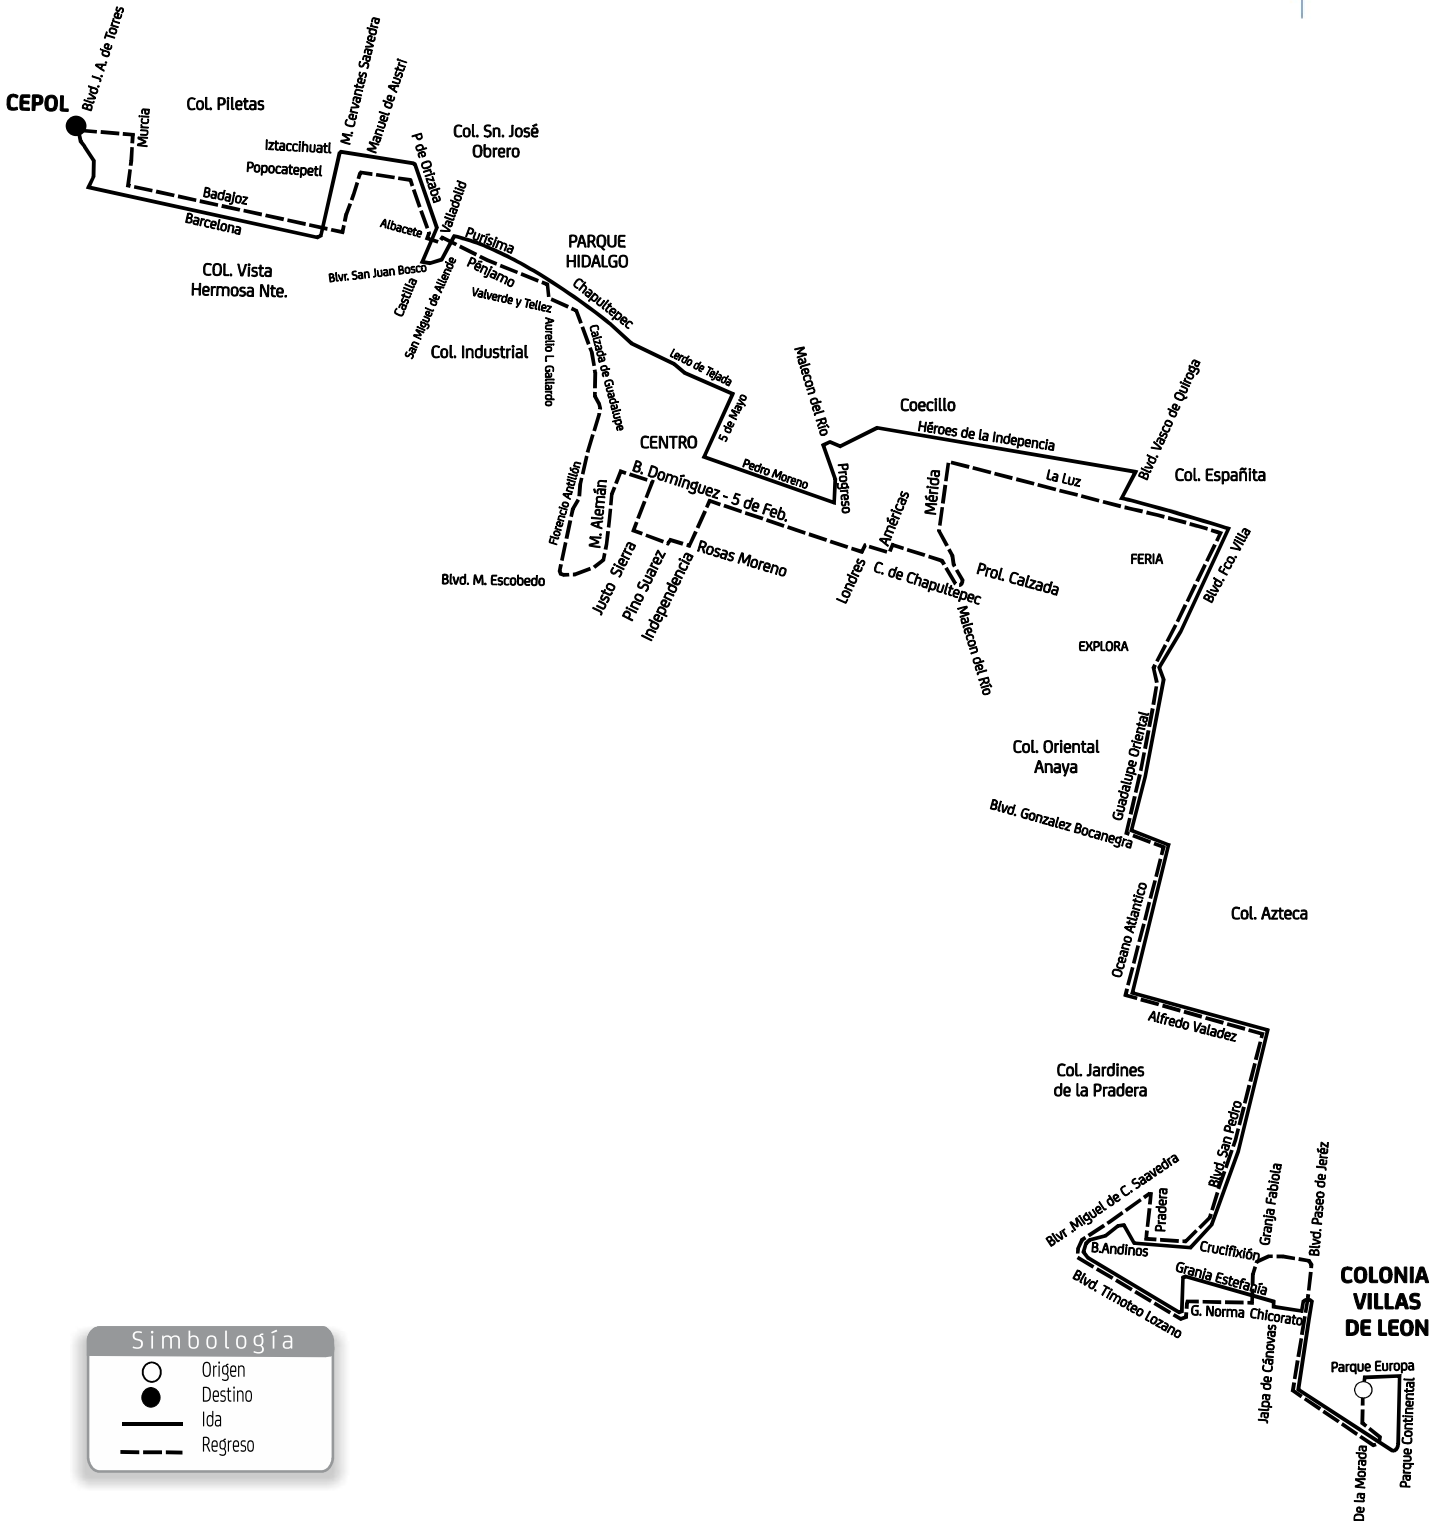 CEPOL
Blvd. J. A. de Torres
Murcia
Col. Piletas
Iztaccihuatl
Popocatepetl
M. Cervantes Saavedra
Manuel de Austri
P de Orizaba
Col. Sn. José
Obrero
Badajoz
Barcelona
Albacete
Valladolid
COL. Vista
Hermosa Nte.
Blvr. San Juan Bosco
Castilla
San Miguel de Allende
Purísima
Pénjamo
PARQUE
HIDALGO
Chapultepec
Valverde y Tellez
Aurelio L. Gallardo
Calzada de Guadalupe
Col. Industrial
Lerdo de Tejada
5 de Mayo
CENTRO
Pedro Moreno
Malecon del Río
Progreso
Coecillo
Héroes de la Indepencia
Blvd. Vasco de Quiroga
Col. Españita
La Luz
Mérida
Américas
B. Domínguez - 5 de Feb.
Florencio Antillón
M. Alemán
Blvd. M. Escobedo
Justo Sierra
Pino Suarez
Independencia
Rosas Moreno
Londres
C. de Chapultepec
Prol. Calzada
Malecon del Río
FERIA
Blvd. Fco. Villa
EXPLORA
Guadalupe Oriental
Col. Oriental
Anaya
Blvd. Gonzalez Bocanegra
Oceano Atlantico
Col. Azteca
Alfredo Valadez
Col. Jardines
de la Pradera
Blvd. San Pedro
Blvr .Miguel de C. Saavedra
Pradera
B.Andinos
Crucifixión
Granja Fabiola
Blvd. Paseo de Jeréz
Granja Estefanía
Blvd. Timoteo Lozano
G. Norma
Chicorato
Jalpa de Cánovas
COLONIA
VILLAS
DE LEON
Parque Europa
Parque Continental
De la Morada
Simbología
Origen
Destino
Ida
Regreso